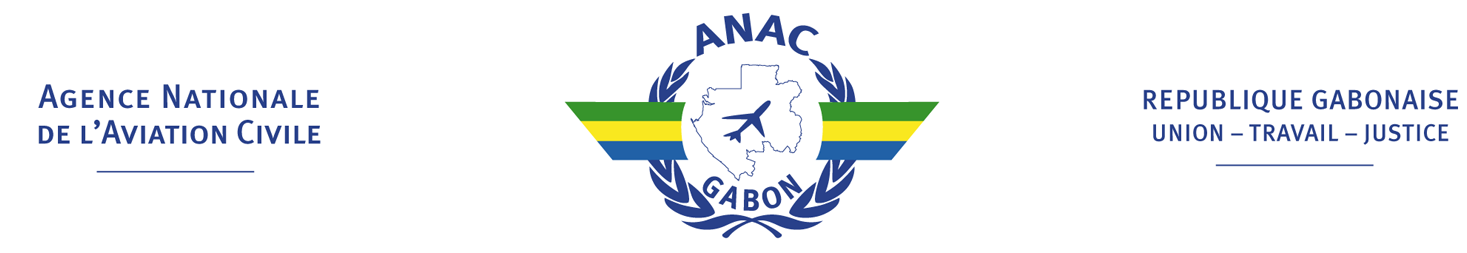 AGENCE NATIONALE
DE L'AVIATION CIVILE
ANAC
GABON
REPUBLIQUE GABONAISE
UNION – TRAVAIL – JUSTICE